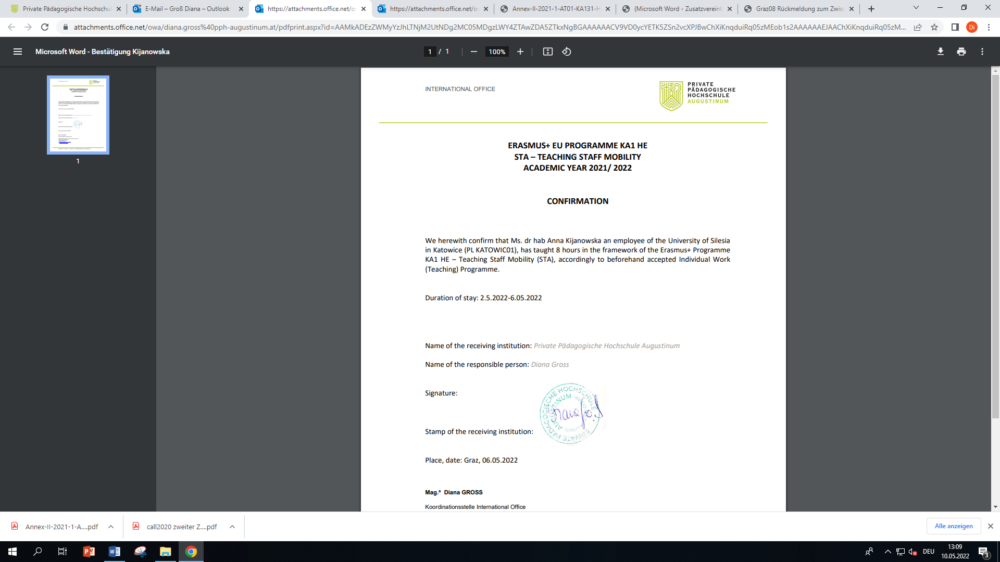 Private Pädagogische Hochschul
E-Mail – Groß Diana – Outlook
https://attachments.office.net/o
https://attachments.office.net/o
Annex-II-2021-1-AT01-KA131-H
(Microsoft Word - Zusatzvereinb
Graz08 Rückmeldung zum Zwis
attachments.office.net/owa/diana.gross%40pph-augustinum.at/pdfprint.aspx?id=AAMkADEzZWMyYzJhLTNjM2UtNDg2MC05MDgzLWY4ZTAwZDA5ZTkxNgBGAAAAAACV9VD0ycYETK5ZSn2vcXPJBwChXiKnqduiRq05zMEob1s2AAAAAAEJAAChXiKnqduiRq05zM...
Di
Microsoft Word - Bestätigung Kijanowska
1 / 1
100%
1
INTERNATIONAL OFFICE
PRIVATE
PÄDAGOGISCHE
HOCHSCHULE
AUGUSTINUM
ERASMUS+ EU PROGRAMME KA1 HE
STA – TEACHING STAFF MOBILITY
ACADEMIC YEAR 2021/ 2022
CONFIRMATION
We herewith confirm that Ms. dr hab Anna Kijanowska an employee of the University of Silesia
in Katowice (PL KATOWIC01), has taught 8 hours in the framework of the Erasmus+ Programme
KA1 HE – Teaching Staff Mobility (STA), accordingly to beforehand accepted Individual Work
(Teaching) Programme.
Duration of stay: 2.5.2022-6.05.2022
Name of the receiving institution: Private Pädagogische Hochschule Augustinum
Name of the responsible person: Diana Gross
Signature:
PRIVATE PÄDAGOGISCHE HOCHSCHULE
AUGUSTINUM
Stamp of the receiving institution:
Place, date: Graz, 06.05.2022
Mag.ª Diana GROSS
Koordinationsstelle International Office
Annex-II-2021-1-A....pdf
call2020 zweiter Z....pdf
Alle anzeigen
DEU
13:09
10.05.2022
3